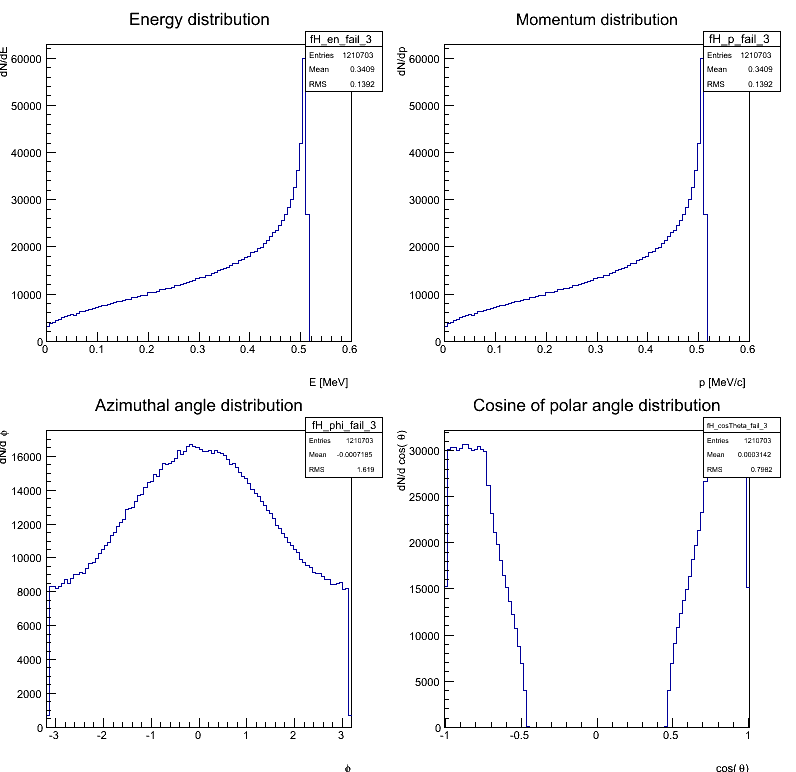 Energy distribution
dN/dE
fH_en_fail_3
Entries 1210703
Mean 0.3409
RMS 0.1392
60000
50000
40000
30000
20000
10000
0
0 0.1 0.2 0.3 0.4 0.5 0.6
E [MeV]
Momentum distribution
dN/dp
fH_p_fail_3
Entries 1210703
Mean 0.3409
RMS 0.1392
60000
50000
40000
30000
20000
10000
0
0 0.1 0.2 0.3 0.4 0.5 0.6
p [MeV/c]
Azimuthal angle distribution
dN/d ϕ
fH_phi_fail_3
Entries 1210703
Mean -0.0007185
RMS 1.619
16000
14000
12000
10000
8000
6000
4000
2000
0
-3 -2 -1 0 1 2 3
ϕ
Cosine of polar angle distribution
dN/d cos( θ)
fH_cosTheta_fail_3
Entries 1210703
Mean 0.0003142
RMS 0.7982
30000
25000
20000
15000
10000
5000
0
-1 -0.5 0 0.5 1
cos(θ)